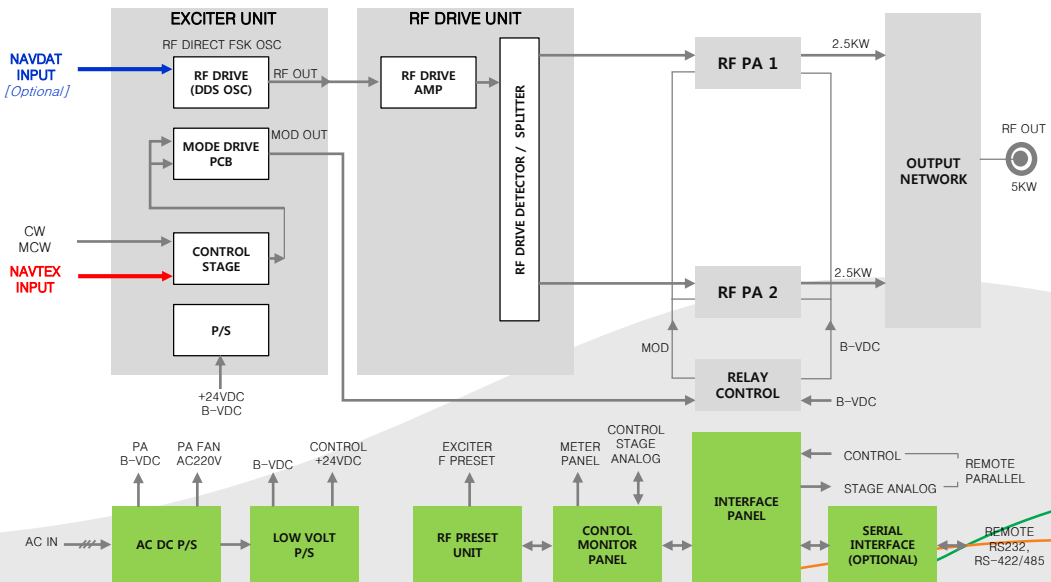 EXCITER UNIT
RF DRIVE UNIT
RF DIRECT FSK OSC
NAVDAT
INPUT
[Optional]
RF DRIVE
(DDS OSC)
RF OUT
RF DRIVE
AMP
RF DRIVE DETECTOR / SPLITTER
RF PA 1
2.5KW
MODE DRIVE
PCB
MOD OUT
OUTPUT
NETWORK
RF OUT
5KW
CW
MCW
NAVTEX
INPUT
CONTROL
STAGE
RF PA 2
2.5KW
P/S
MOD
B-VDC
RELAY
CONTROL
B-VDC
+24VDC
B-VDC
PA
B-VDC
PA FAN
AC220V
B-VDC
CONTROL
+24VDC
EXCITER
F PRESET
METER
PANEL
CONTROL
STAGE
ANALOG
CONTROL
STAGE ANALOG
REMOTE
PARALLEL
AC IN
AC DC P/S
LOW VOLT
P/S
RF PRESET
UNIT
CONTOL
MONITOR
PANEL
INTERFACE
PANEL
SERIAL
INTERFACE
(OPTIONAL)
REMOTE
RS232,
RS-422/485